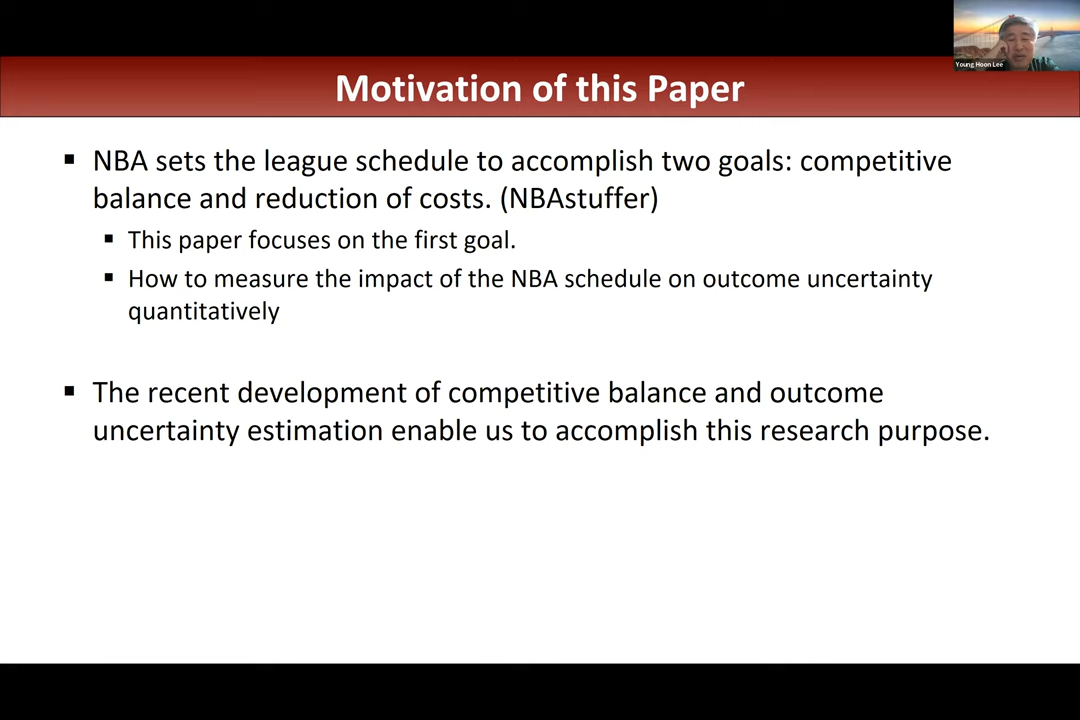 Young Hoon Lee
Motivation of this Paper
▪ NBA sets the league schedule to accomplish two goals: competitive
balance and reduction of costs. (NBAstuffer)
▪ This paper focuses on the first goal.
▪ How to measure the impact of the NBA schedule on outcome uncertainty
quantitatively
▪ The recent development of competitive balance and outcome
uncertainty estimation enable us to accomplish this research purpose.